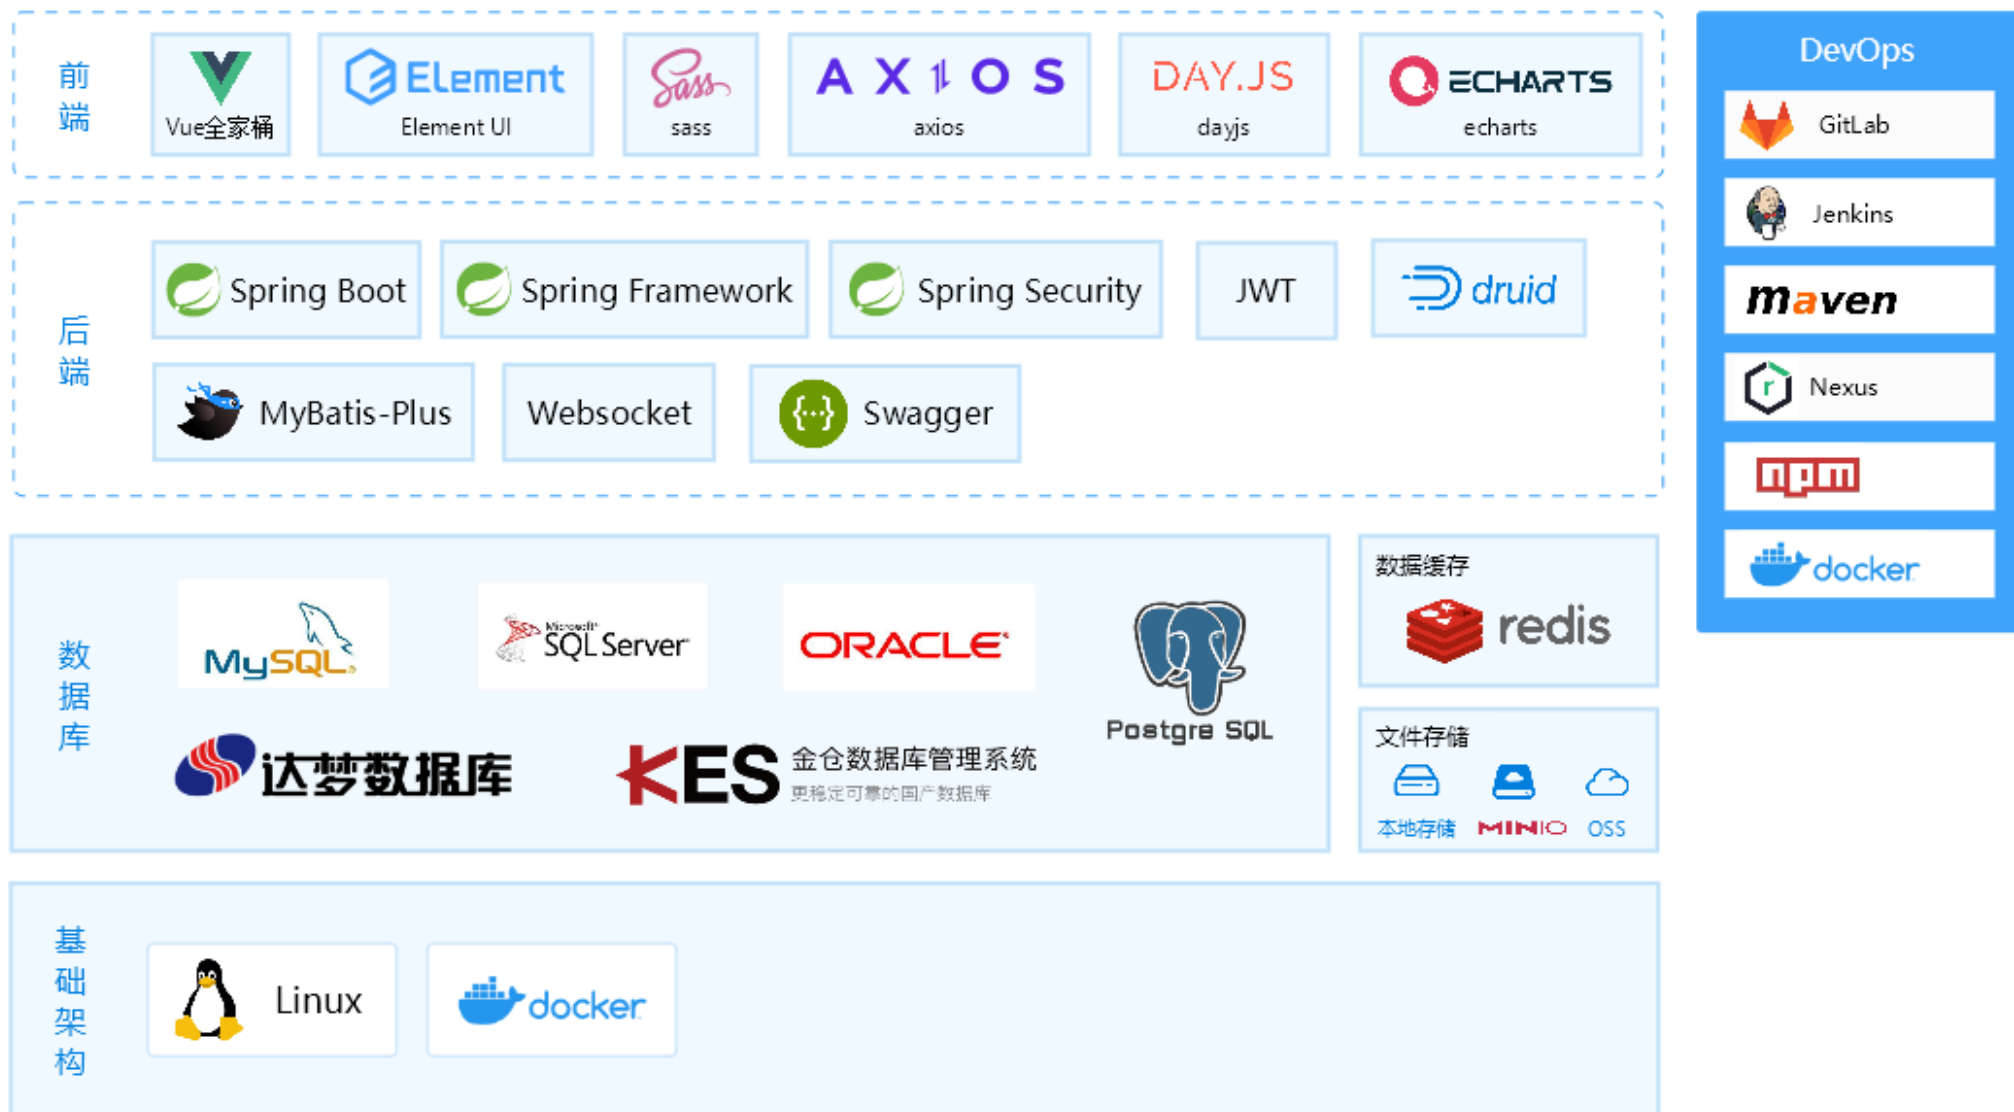 前端
Element
AXIOS
DAY.JS
ECHARTS
Sass
Vue全家桶
Element UI
sass
axios
dayjs
echarts
后端
Spring Boot
Spring Framework
Spring Security
JWT
druid
MyBatis-Plus
Websocket
Swagger
数据库
MySQL
Microsoft
SQL Server
ORACLE
Postgre SQL
达梦数据库
KES
金仓数据库管理系统
更稳定可靠的国产数据库
数据缓存
redis
文件存储
本地存储
MINIO
OSS
基础架构
Linux
docker
DevOps
GitLab
Jenkins
maven
r
Nexus
npm
docker